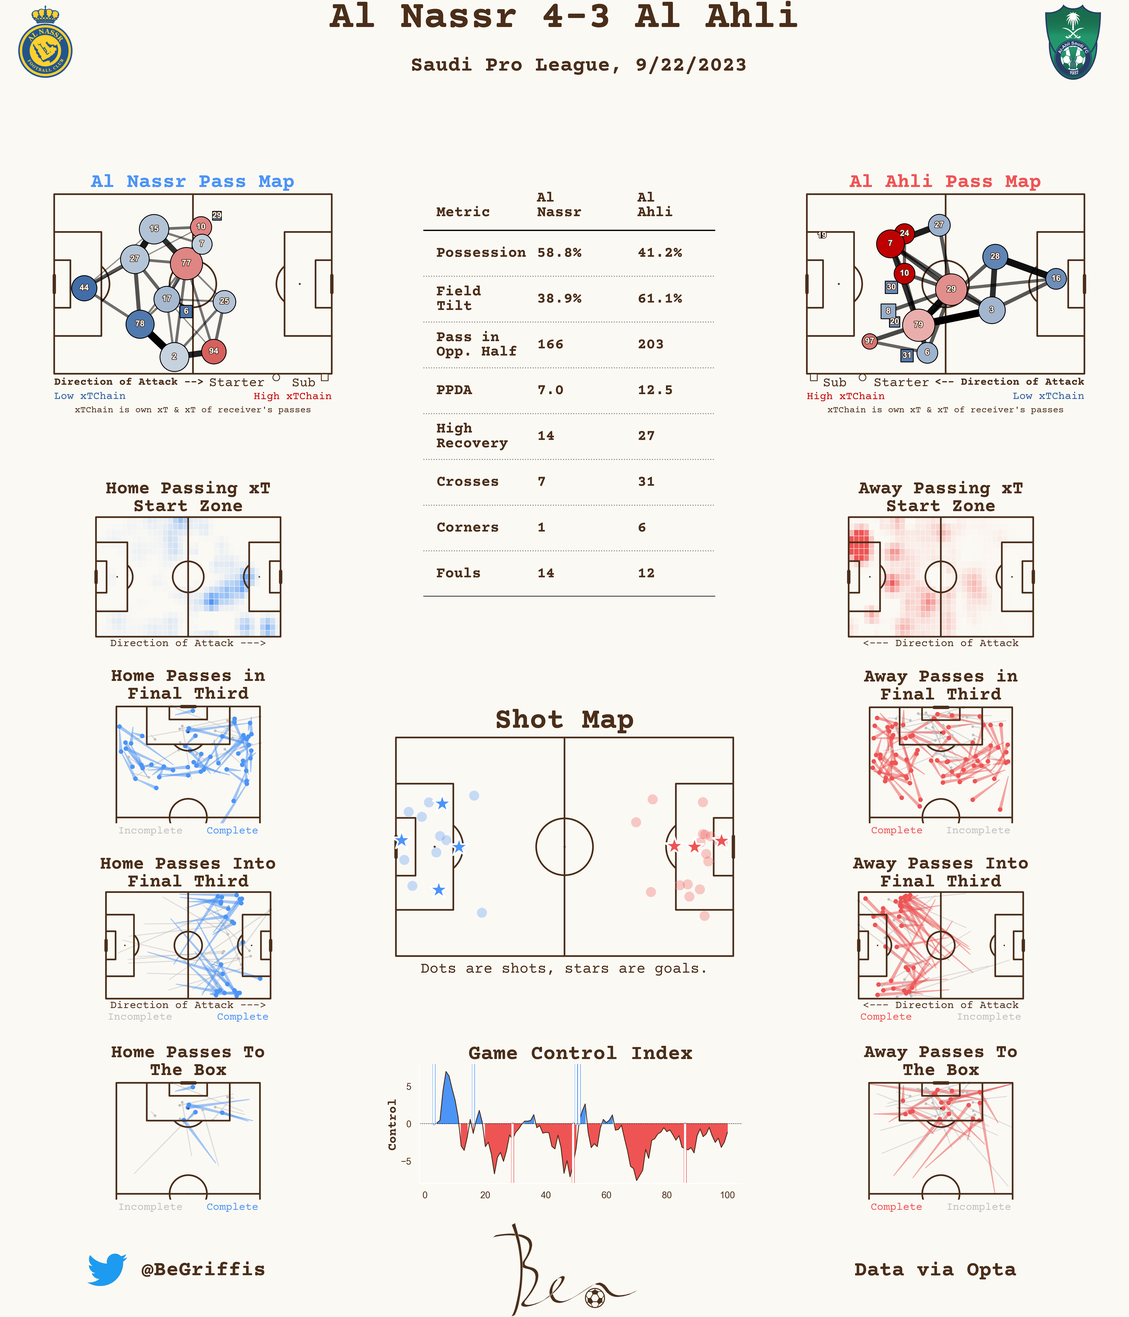 Al Nassr 4-3 Al Ahli
Saudi Pro League, 9/22/2023
Al Nassr Pass Map
15
10
29
7
27
77
44
17
25
6
78
2
94
Direction of Attack --> Starter Sub
Low xTChain High xTChain
xTChain is own xT & xT of receiver's passes
Metric Al Nassr Al Ahli
Possession 58.8% 41.2%
Field Tilt 38.9% 61.1%
Pass in Opp. Half 166 203
PPDA 7.0 12.5
High Recovery 14 27
Crosses 7 31
Corners 1 6
Fouls 14 12
Al Ahli Pass Map
19
24
27
7
28
10
16
30
29
8
3
26
79
97
31
6
Sub Starter <-- Direction of Attack
High xTChain Low xTChain
xTChain is own xT & xT of receiver's passes
Home Passing xT
Start Zone
Direction of Attack --->
Away Passing xT
Start Zone
<--- Direction of Attack
Home Passes in
Final Third
Incomplete Complete
Shot Map
Dots are shots, stars are goals.
Away Passes in
Final Third
Complete Incomplete
Home Passes Into
Final Third
Direction of Attack --->
Incomplete Complete
Away Passes Into
Final Third
<--- Direction of Attack
Complete Incomplete
Home Passes To
The Box
Incomplete Complete
Game Control Index
Control
5
0
−5
0 20 40 60 80 100
Away Passes To
The Box
Complete Incomplete
@BeGriffis
Ben
Data via Opta